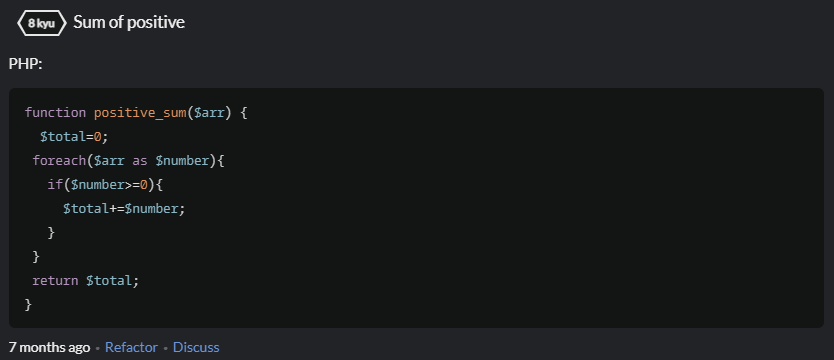 8 kyu Sum of positive
PHP:
function positive_sum($arr) {
  $total=0;
 foreach($arr as $number){
   if($number>=0){
     $total+=$number;
   }
 }
 return $total;
}
7 months ago • Refactor • Discuss